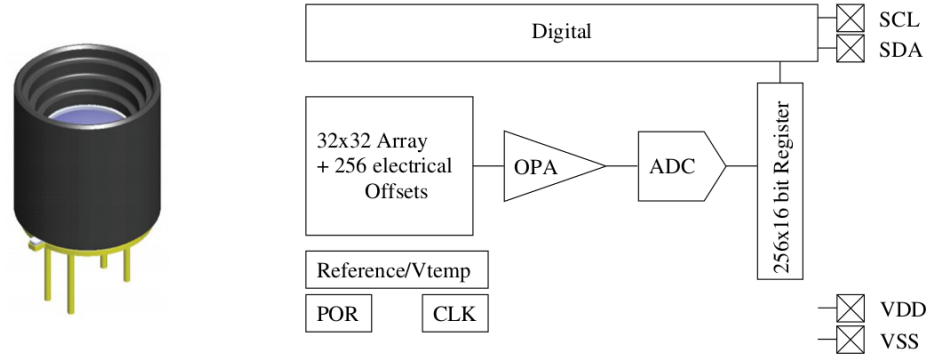 Digital
SCL
SDA
32x32 Array
+ 256 electrical
Offsets
OPA
ADC
256x16 bit Register
Reference/Vtemp
POR
CLK
VDD
VSS